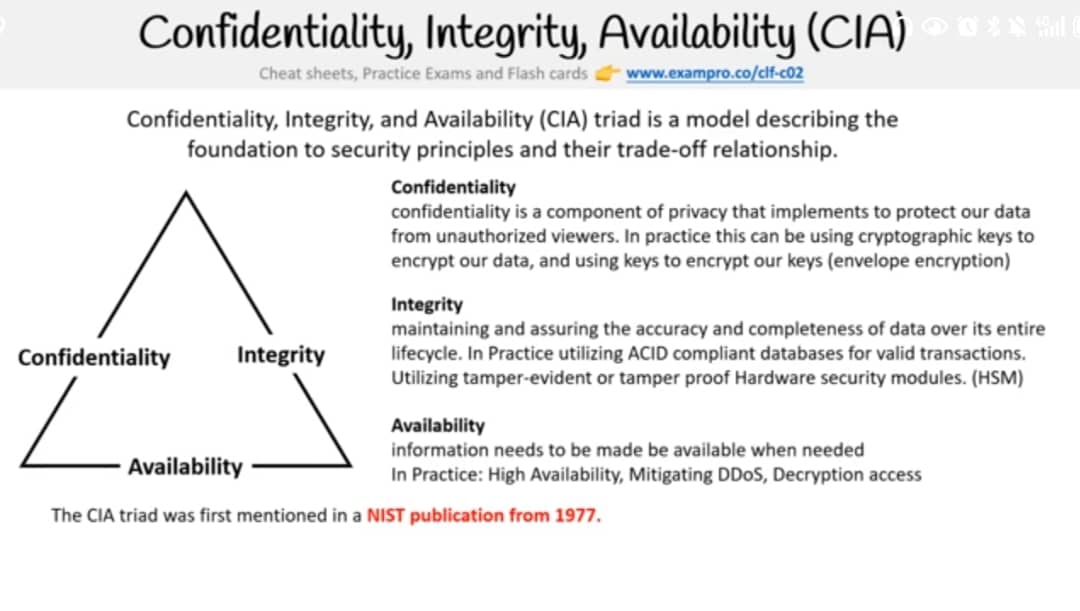 Confidentiality, Integrity, Availability (CIA)
Cheat sheets, Practice Exams and Flash cards 👉 www.exampro.co/clf-c02
Confidentiality, Integrity, and Availability (CIA) triad is a model describing the
foundation to security principles and their trade-off relationship.
Confidentiality
confidentiality is a component of privacy that implements to protect our data
from unauthorized viewers. In practice this can be using cryptographic keys to
encrypt our data, and using keys to encrypt our keys (envelope encryption)
Integrity
maintaining and assuring the accuracy and completeness of data over its entire
lifecycle. In Practice utilizing ACID compliant databases for valid transactions.
Utilizing tamper-evident or tamper proof Hardware security modules. (HSM)
Availability
information needs to be made be available when needed
In Practice: High Availability, Mitigating DDoS, Decryption access
Confidentiality
Integrity
Availability
The CIA triad was first mentioned in a NIST publication from 1977.